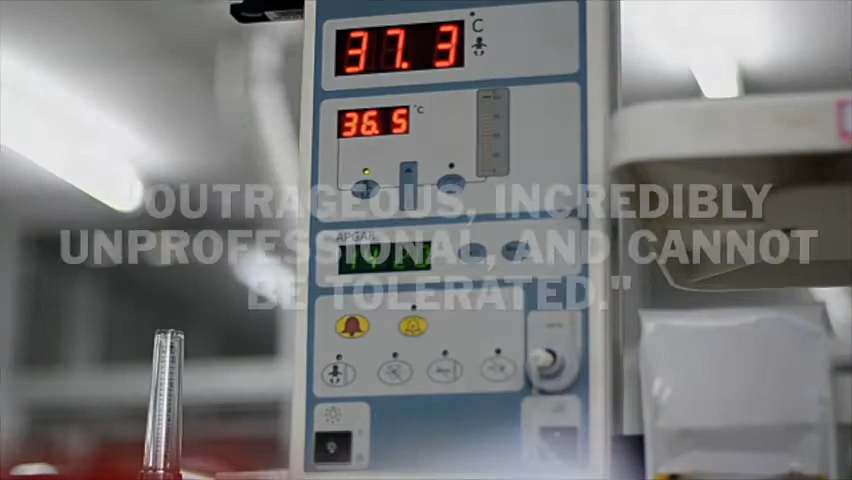 37.3 °C
36.5 °C
"OUTRAGEOUS, INCREDIBLY
UNPROFESSIONAL, AND CANNOT
BE TOLERATED."
APGAR